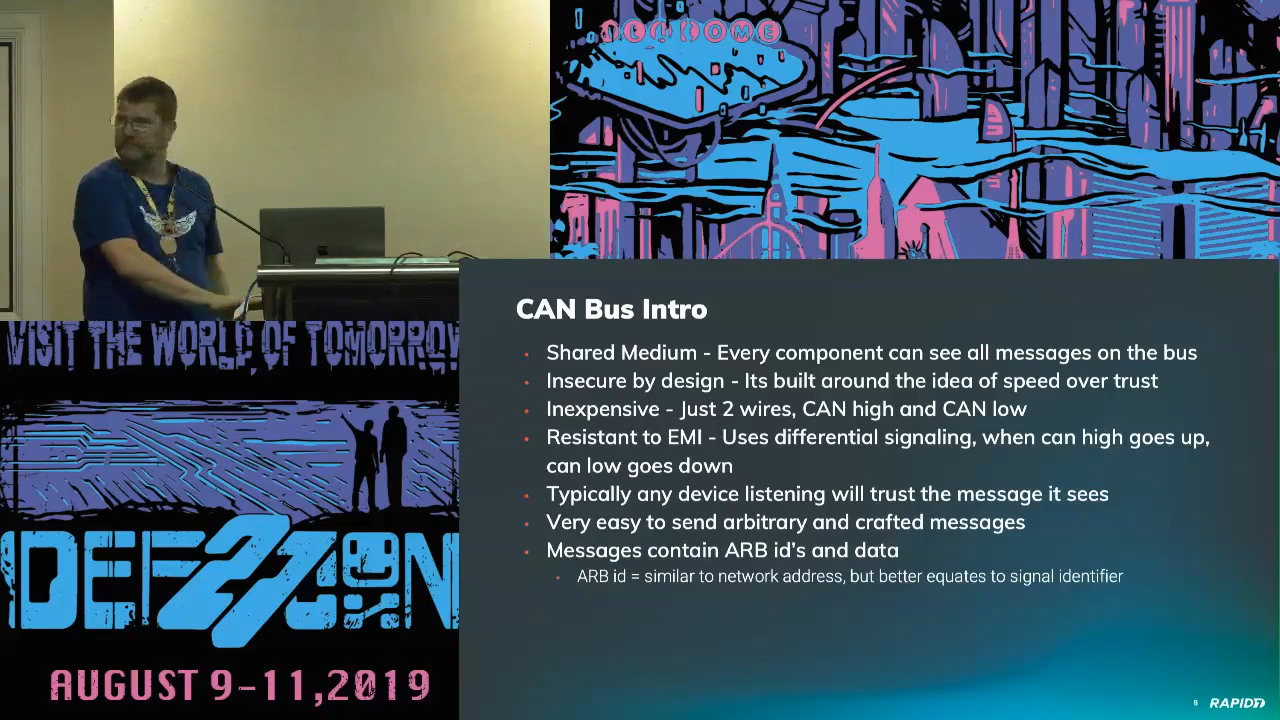 WELCOME
CAN Bus Intro
• Shared Medium - Every component can see all messages on the bus
• Insecure by design - Its built around the idea of speed over trust
• Inexpensive - Just 2 wires, CAN high and CAN low
• Resistant to EMI - Uses differential signaling, when can high goes up,
can low goes down
• Typically any device listening will trust the message it sees
• Very easy to send arbitrary and crafted messages
• Messages contain ARB id's and data
• ARB id = similar to network address, but better equates to signal identifier
8 RAPID7
VISIT THE WORLD OF TOMORROW
DEF 27 CON
AUGUST 9-11,2019